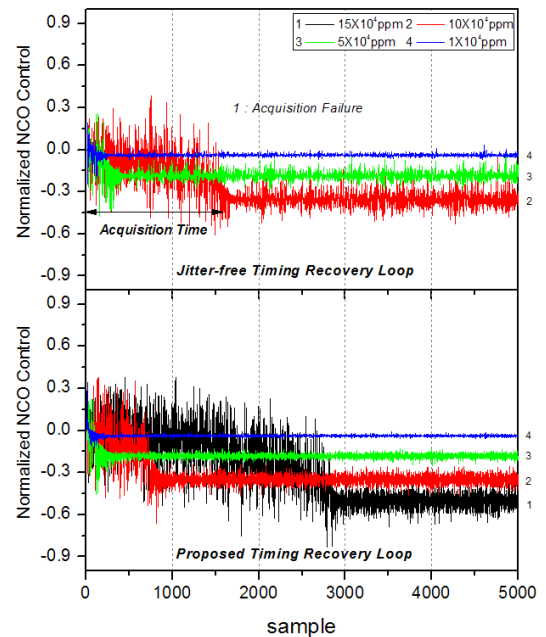 1 15X10⁴ppm 2 10X10⁴ppm
3 5X10⁴ppm 4 1X10⁴ppm
0.9
0.6
0.3
0.0
-0.3
-0.6
-0.9
Normalized NCO Control
1 : Acquisition Failure
4
3
2
Acquisition Time
Jitter-free Timing Recovery Loop
0.9
0.6
0.3
0.0
-0.3
-0.6
-0.9
Normalized NCO Control
4
3
2
1
Proposed Timing Recovery Loop
0 1000 2000 3000 4000 5000
sample